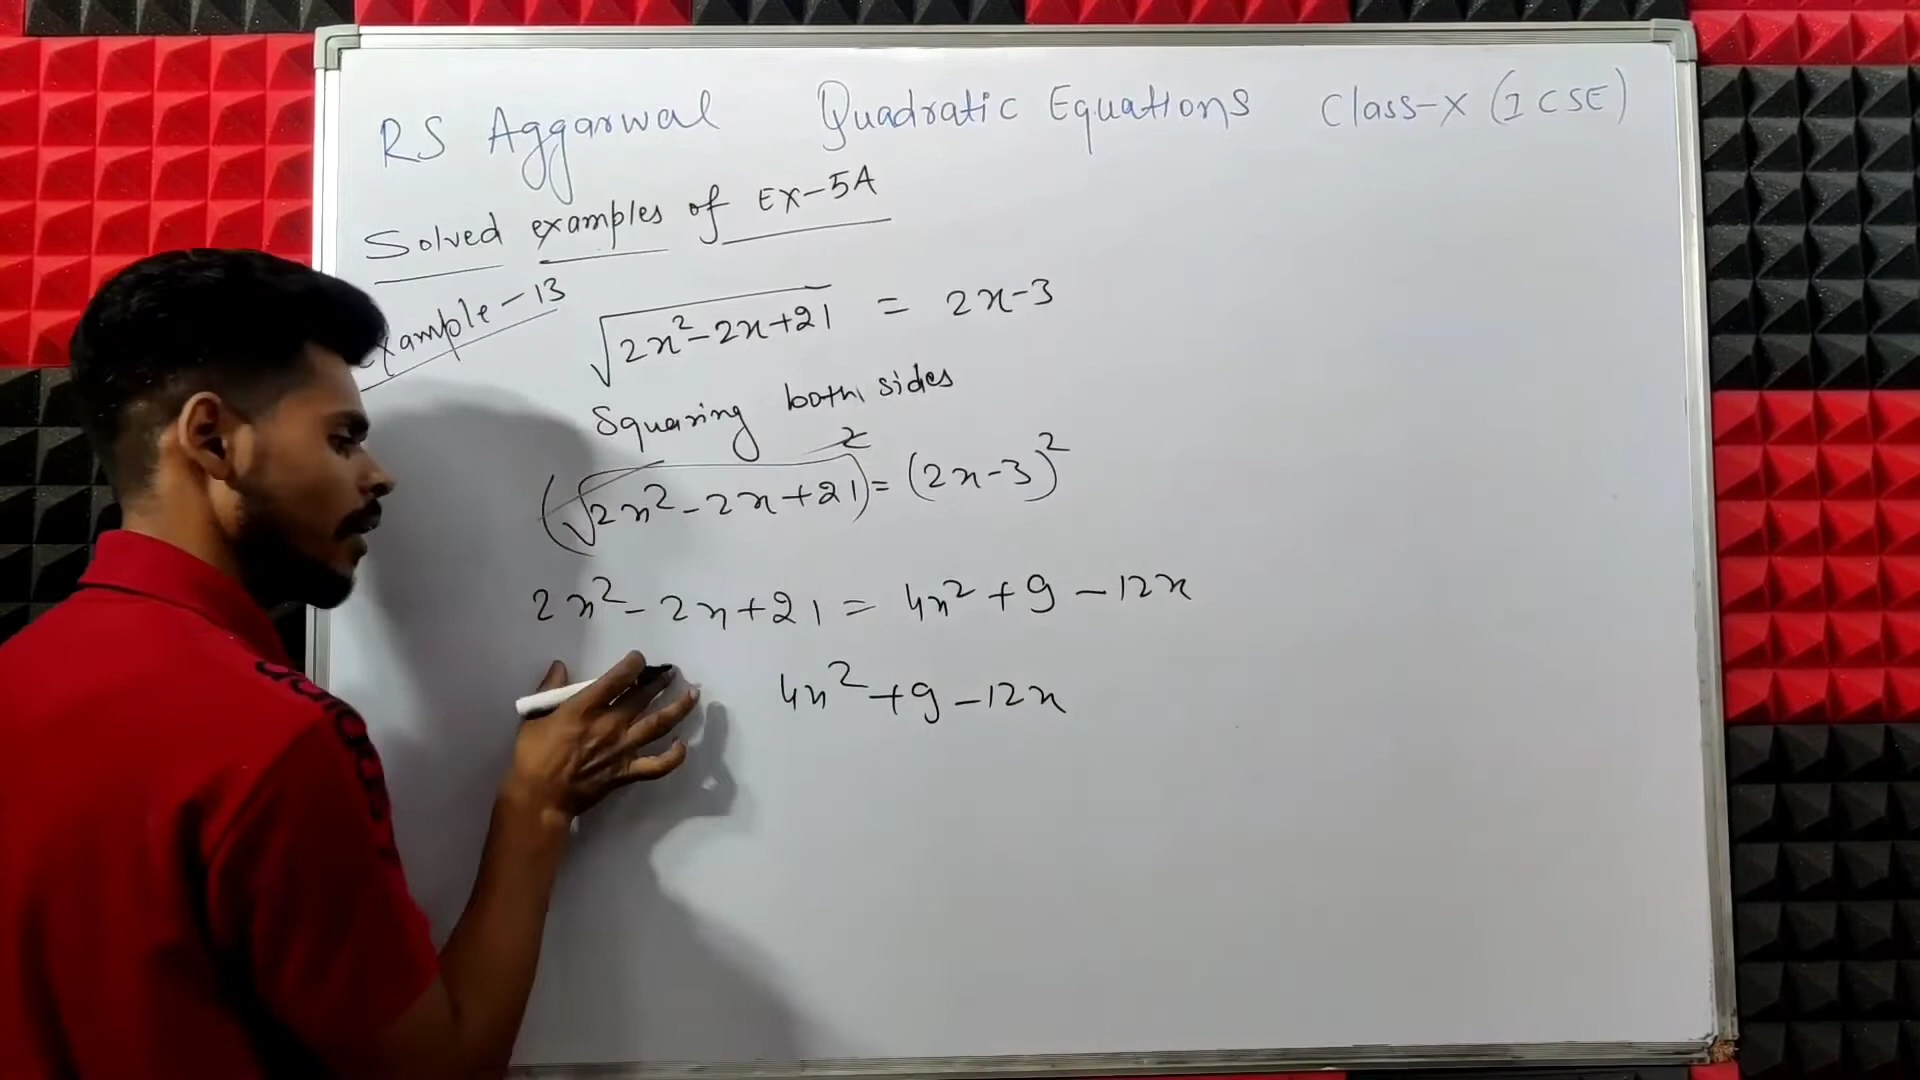 RS Aggarwal Quadratic Equations Class-X (ICSE)
Solved examples of EX-5A
Example-13
√2x²-2x+21 = 2x-3
Squaring both sides
(√2x²-2x+21)² = (2x-3)²
2x²-2x+21 = 4x²+9-12x
4x²+9-12x